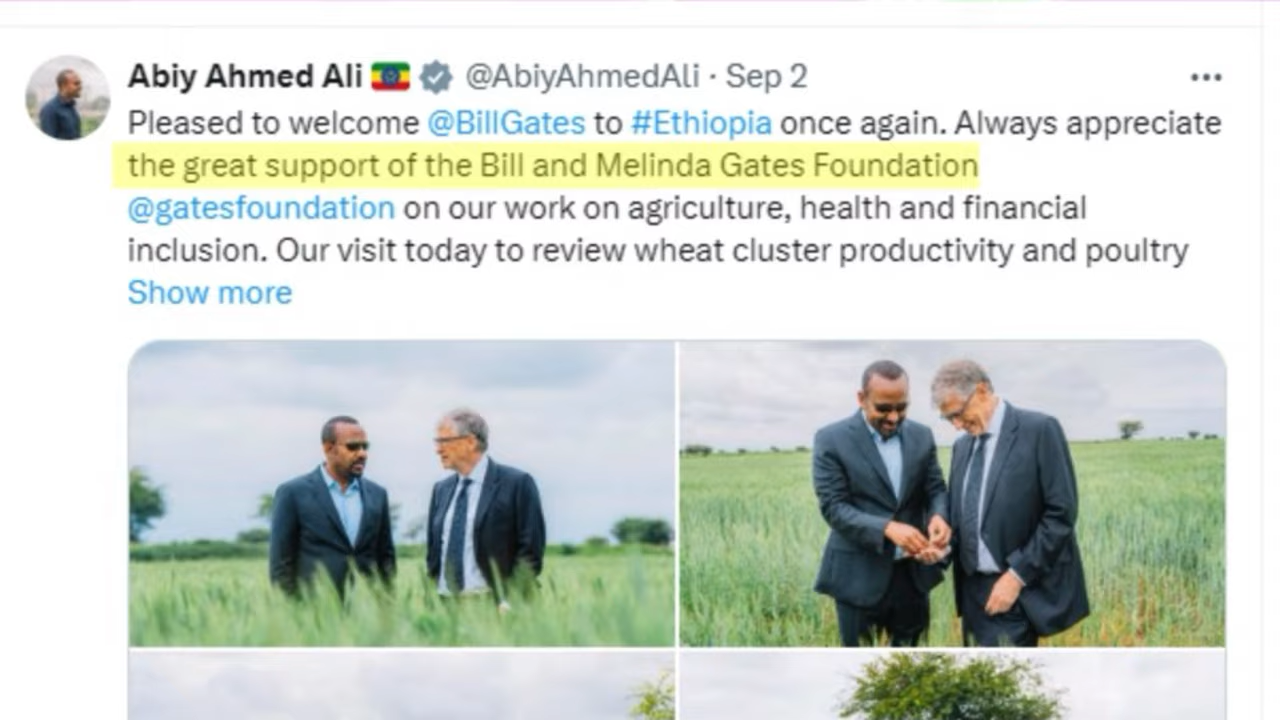 Abiy Ahmed Ali @AbiyAhmedAli · Sep 2
Pleased to welcome @BillGates to #Ethiopia once again. Always appreciate
the great support of the Bill and Melinda Gates Foundation
@gatesfoundation on our work on agriculture, health and financial
inclusion. Our visit today to review wheat cluster productivity and poultry
Show more